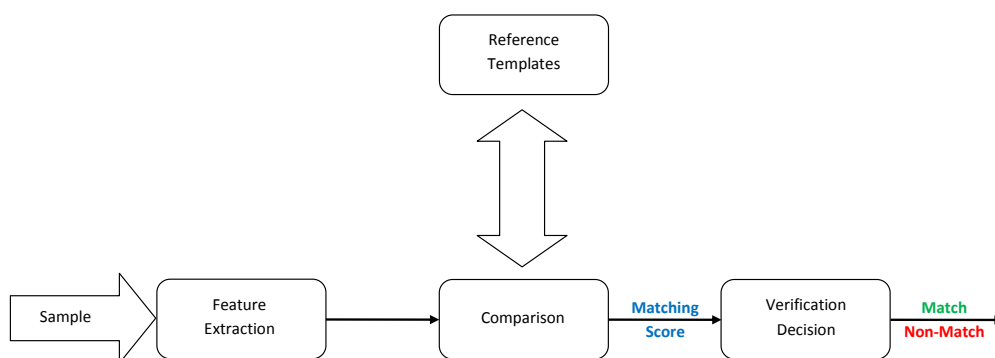 Reference
Templates
Sample
Feature
Extraction
Comparison
Matching
Score
Verification
Decision
Match
Non-Match